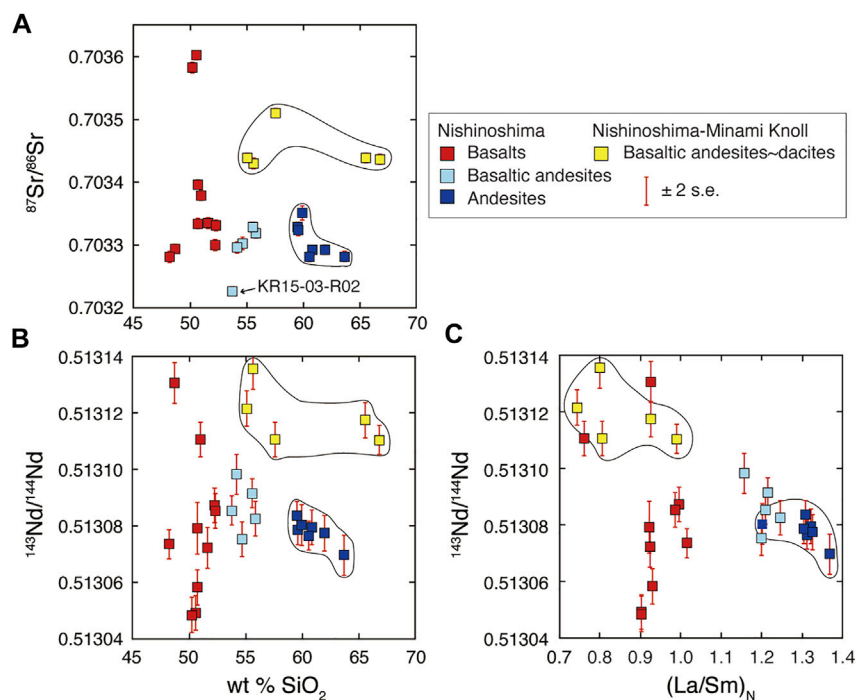 A
⁸⁷Sr/⁸⁶Sr
0.7036
0.7035
0.7034
0.7033
0.7032
KR15-03-R02
45 50 55 60 65 70
Nishinoshima
Basalts
Basaltic andesites
Andesites
Nishinoshima-Minami Knoll
Basaltic andesites~dacites
± 2 s.e.
B
¹⁴³Nd/¹⁴⁴Nd
0.51314
0.51312
0.51310
0.51308
0.51306
0.51304
45 50 55 60 65 70
wt % SiO₂
C
¹⁴³Nd/¹⁴⁴Nd
0.51314
0.51312
0.51310
0.51308
0.51306
0.51304
0.7 0.8 0.9 1.0 1.1 1.2 1.3 1.4
(La/Sm)N